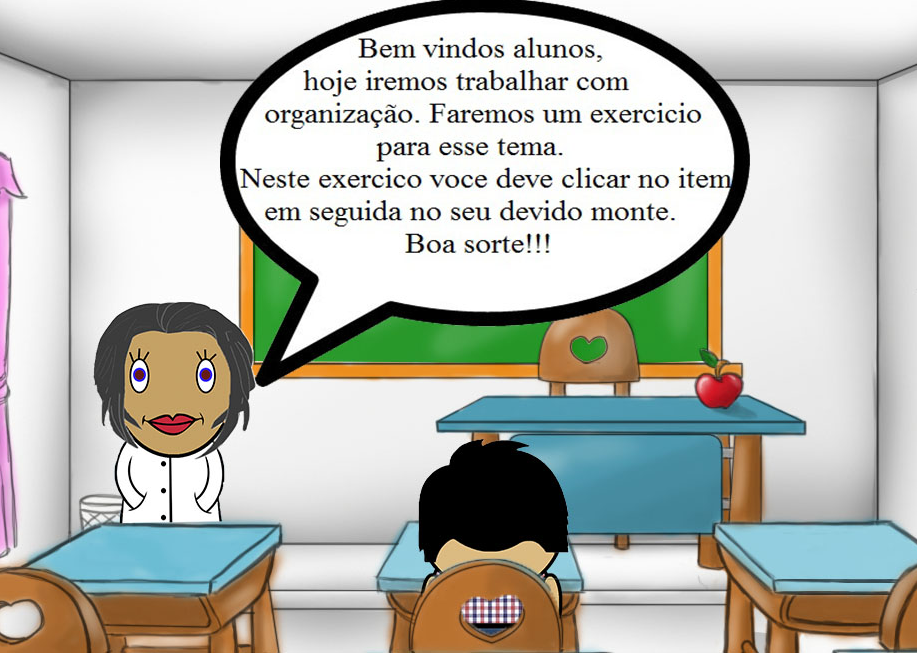 Bem vindos alunos,
hoje iremos trabalhar com
organização. Faremos um exercicio
para esse tema.
Neste exercico voce deve clicar no item
em seguida no seu devido monte.
Boa sorte!!!